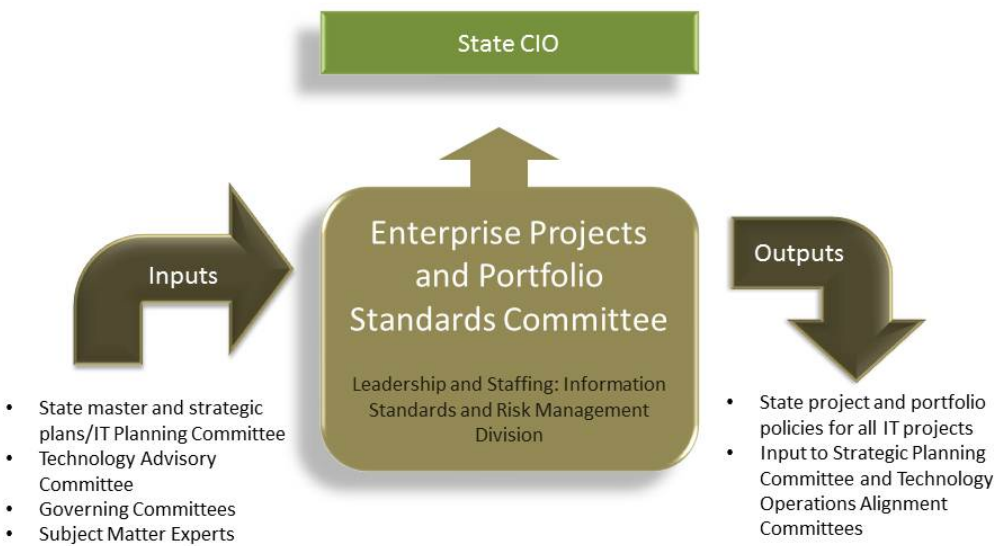 State CIO
Enterprise Projects
and Portfolio
Standards Committee
Leadership and Staffing: Information
Standards and Risk Management
Division
Inputs
• State master and strategic
plans/IT Planning Committee
• Technology Advisory
Committee
• Governing Committees
• Subject Matter Experts
Outputs
• State project and portfolio
policies for all IT projects
• Input to Strategic Planning
Committee and Technology
Operations Alignment
Committees